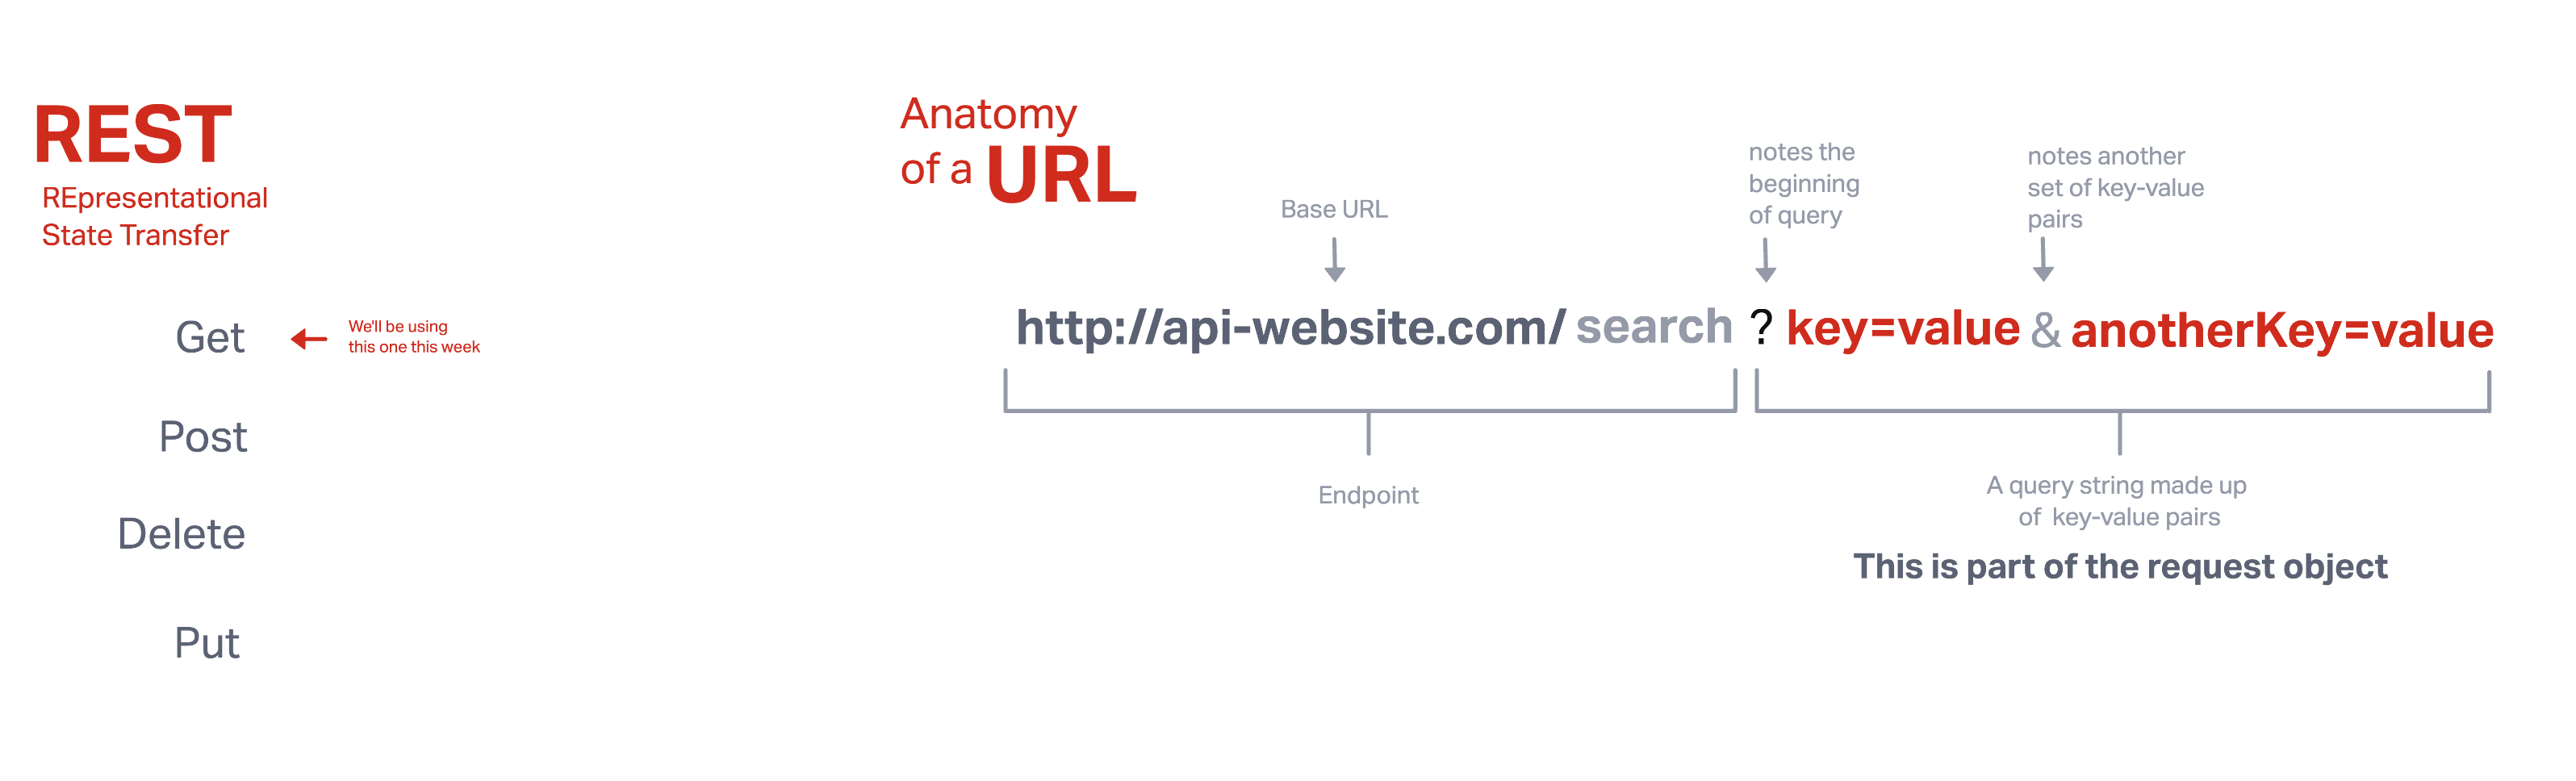 REST
REpresentational
State Transfer
Get
We'll be using
this one this week
Post
Delete
Put
Anatomy
of a URL
Base URL
notes the
beginning
of query
notes another
set of key-value
pairs
http://api-website.com/ search ? key=value & anotherKey=value
Endpoint
A query string made up
of key-value pairs
This is part of the request object